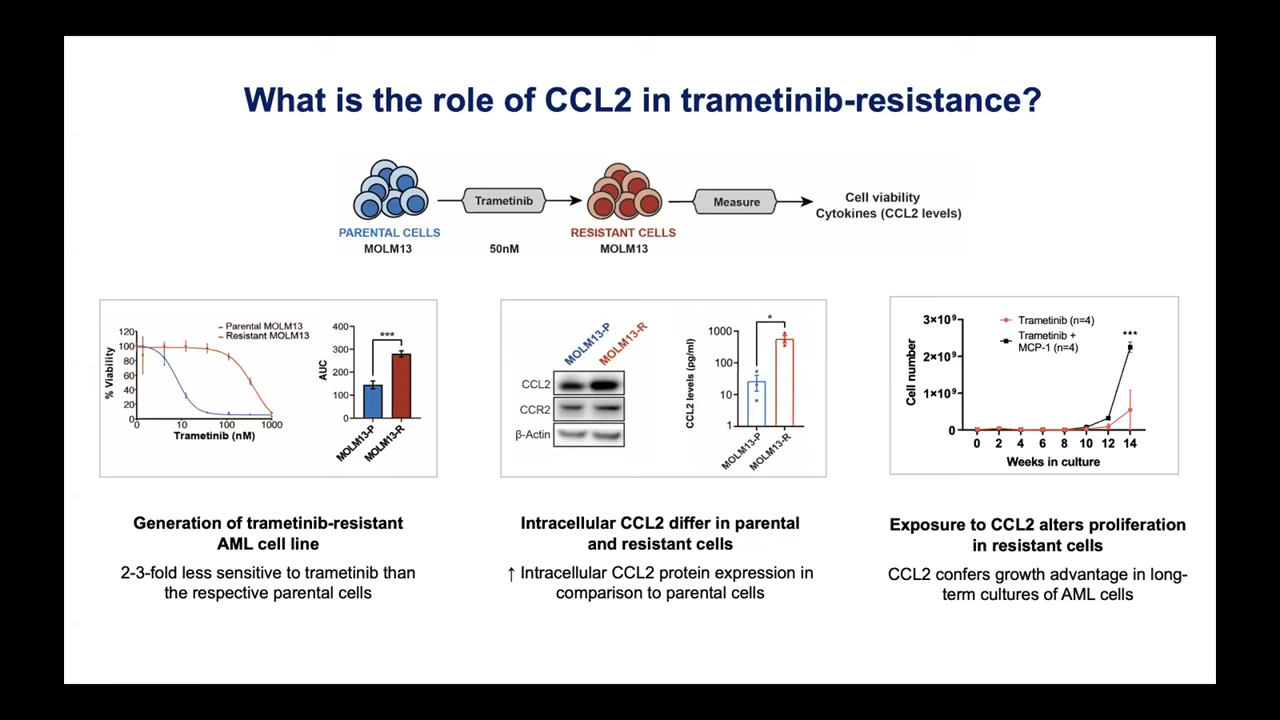 What is the role of CCL2 in trametinib-resistance?
Trametinib
Measure
Cell viability
Cytokines (CCL2 levels)
PARENTAL CELLS
MOLM13
50nM
RESISTANT CELLS
MOLM13
Parental MOLM13
Resistant MOLM13
% Viability
120
100
80
60
40
20
0
0
10
100
1000
Trametinib (nM)
AUC
400
300
200
100
0
***
MOLM13-P
MOLM13-R
MOLM13-P
MOLM13-R
CCL2
CCR2
β-Actin
CCL2 levels (pg/ml)
1000
100
10
1
*
MOLM13-P
MOLM13-R
Cell number
3×10⁹
2×10⁹
1×10⁹
0
Trametinib (n=4)
Trametinib +
MCP-1 (n=4)
***
0 2 4 6 8 10 12 14
Weeks in culture
Generation of trametinib-resistant
AML cell line
2-3-fold less sensitive to trametinib than
the respective parental cells
Intracellular CCL2 differ in parental
and resistant cells
↑ Intracellular CCL2 protein expression in
comparison to parental cells
Exposure to CCL2 alters proliferation
in resistant cells
CCL2 confers growth advantage in long-
term cultures of AML cells